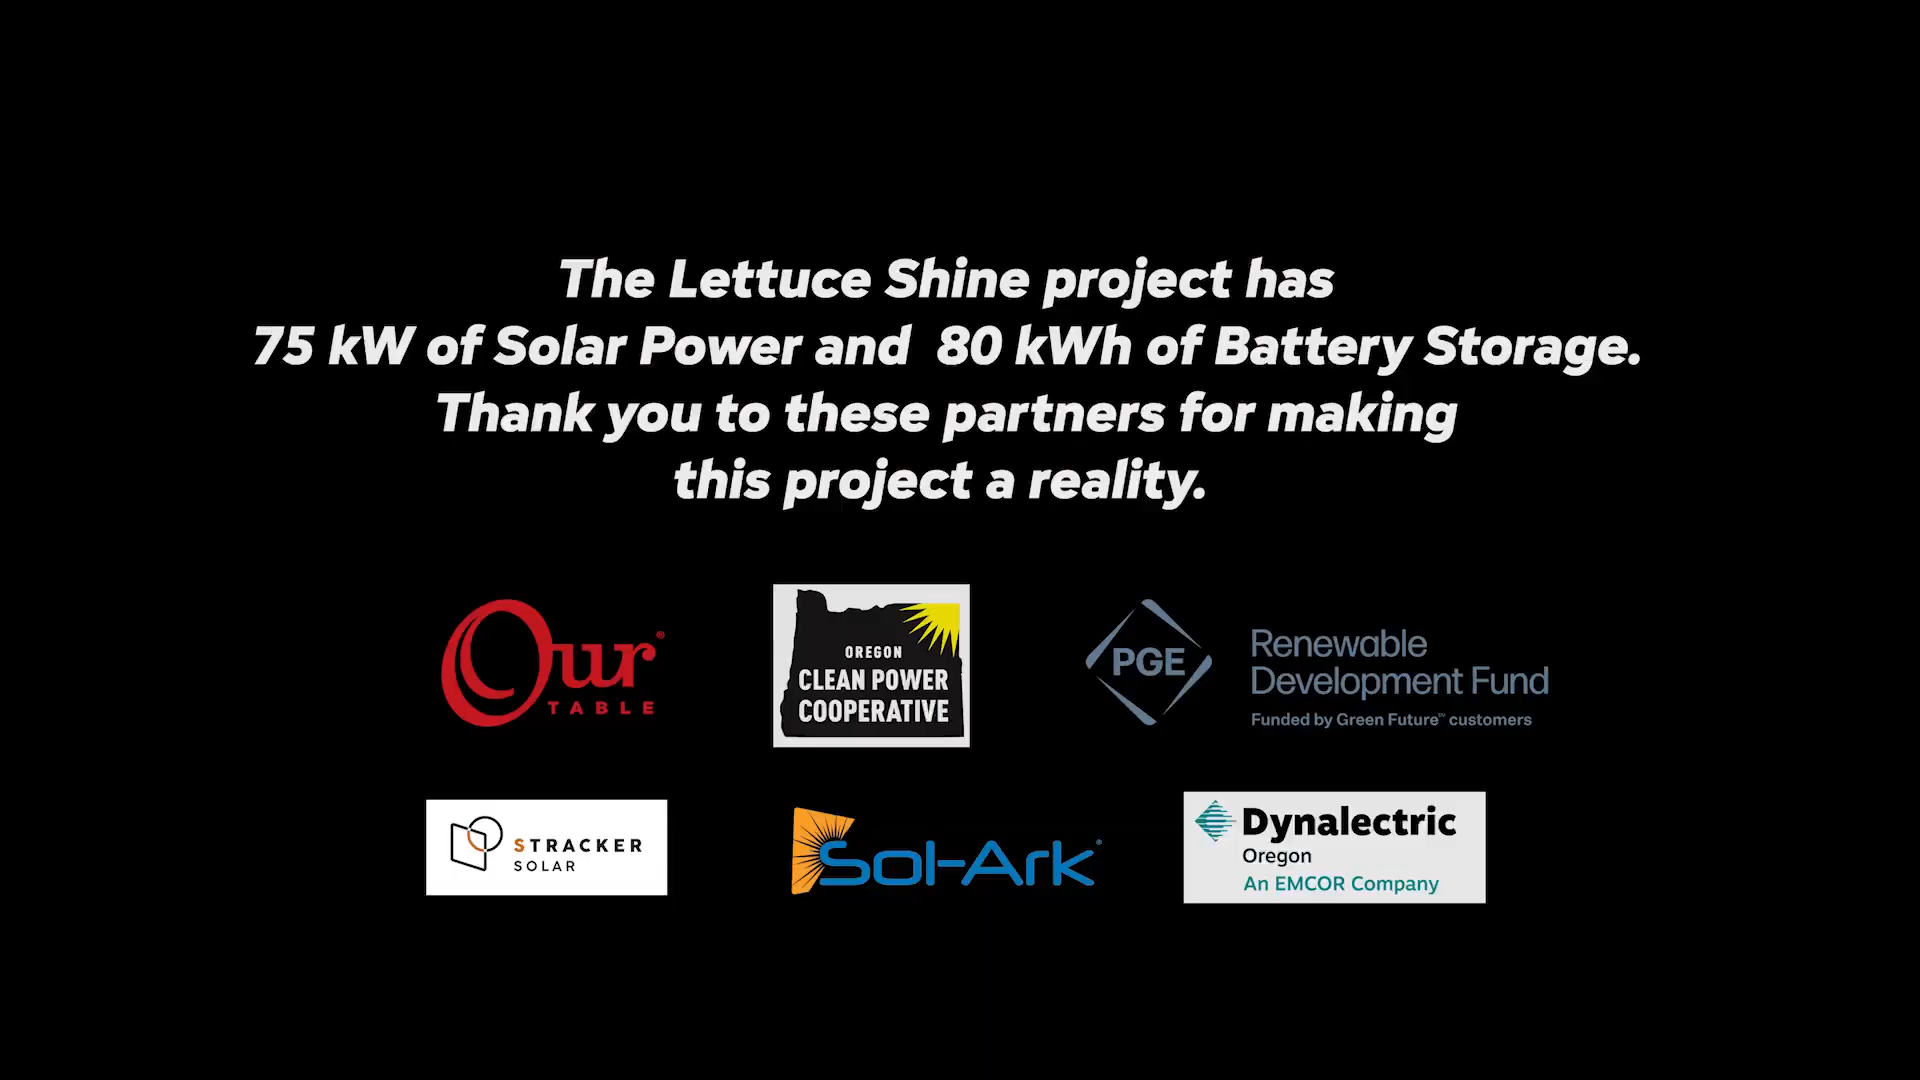 The Lettuce Shine project has
75 kW of Solar Power and  80 kWh of Battery Storage.
Thank you to these partners for making
this project a reality.
Our®
TABLE
OREGON
CLEAN POWER
COOPERATIVE
PGE
Renewable
Development Fund
Funded by Green Future℠ customers
STRACKER
SOLAR
Sol-Ark®
Dynalectric
Oregon
An EMCOR Company